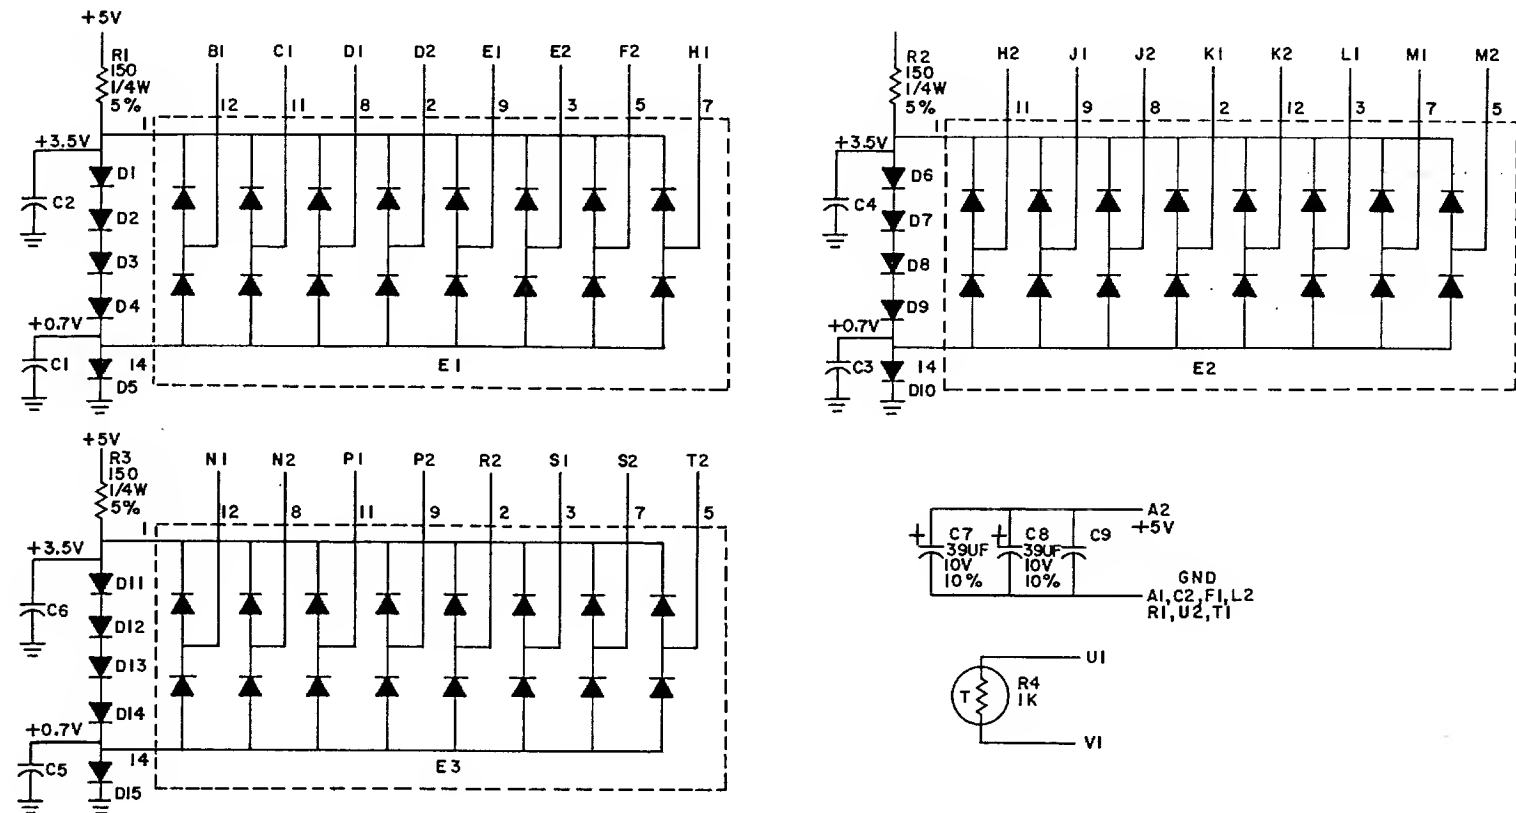 +5V
R1
150
1/4W
5%
B1 C1 D1 D2 E1 E2 F2 H1
12 11 8 2 9 3 5 7
1
+3.5V
D1
C2
D2
D3
D4
+0.7V
C1
14
D5
E1
R2
150
1/4W
5%
H2 J1 J2 K1 K2 L1 M1 M2
11 9 8 2 12 3 7 5
1
+3.5V
D6
C4
D7
D8
D9
+0.7V
C3
14
D10
E2
+5V
R3
150
1/4W
5%
N1 N2 P1 P2 R2 S1 S2 T2
12 8 11 9 2 3 7 5
1
+3.5V
D11
C6
D12
D13
D14
+0.7V
C5
14
D15
E3
A2
+5V
+ C7
39UF
10V
10%
+ C8
39UF
10V
10%
C9
GND
A1,C2,F1,L2
R1,U2,T1
U1
T
R4
1K
V1